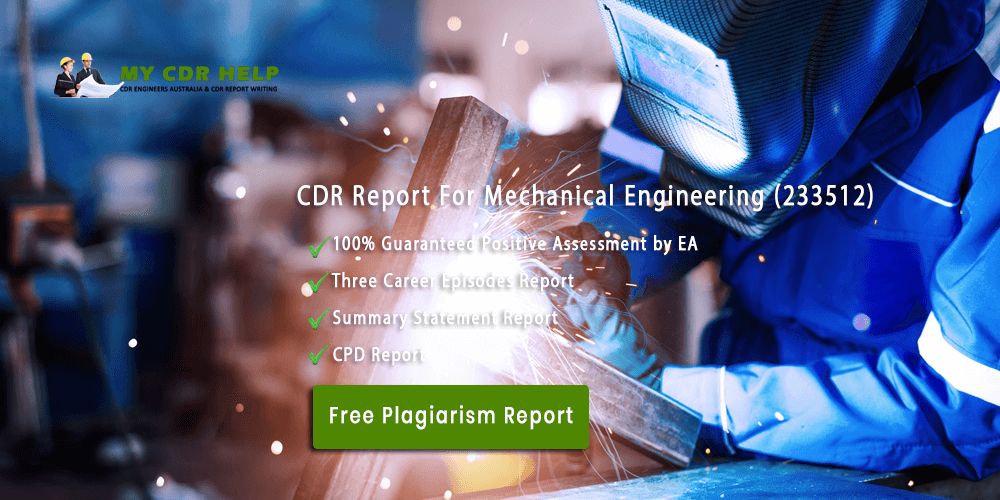 MY CDR HELP
CDR ENGINEERS AUSTRALIA & CDR REPORT WRITING
CDR Report For Mechanical Engineering (233512)
100% Guaranteed Positive Assessment by EA
Three Career Episodes Report
Summary Statement Report
CPD Report
Free Plagiarism Report